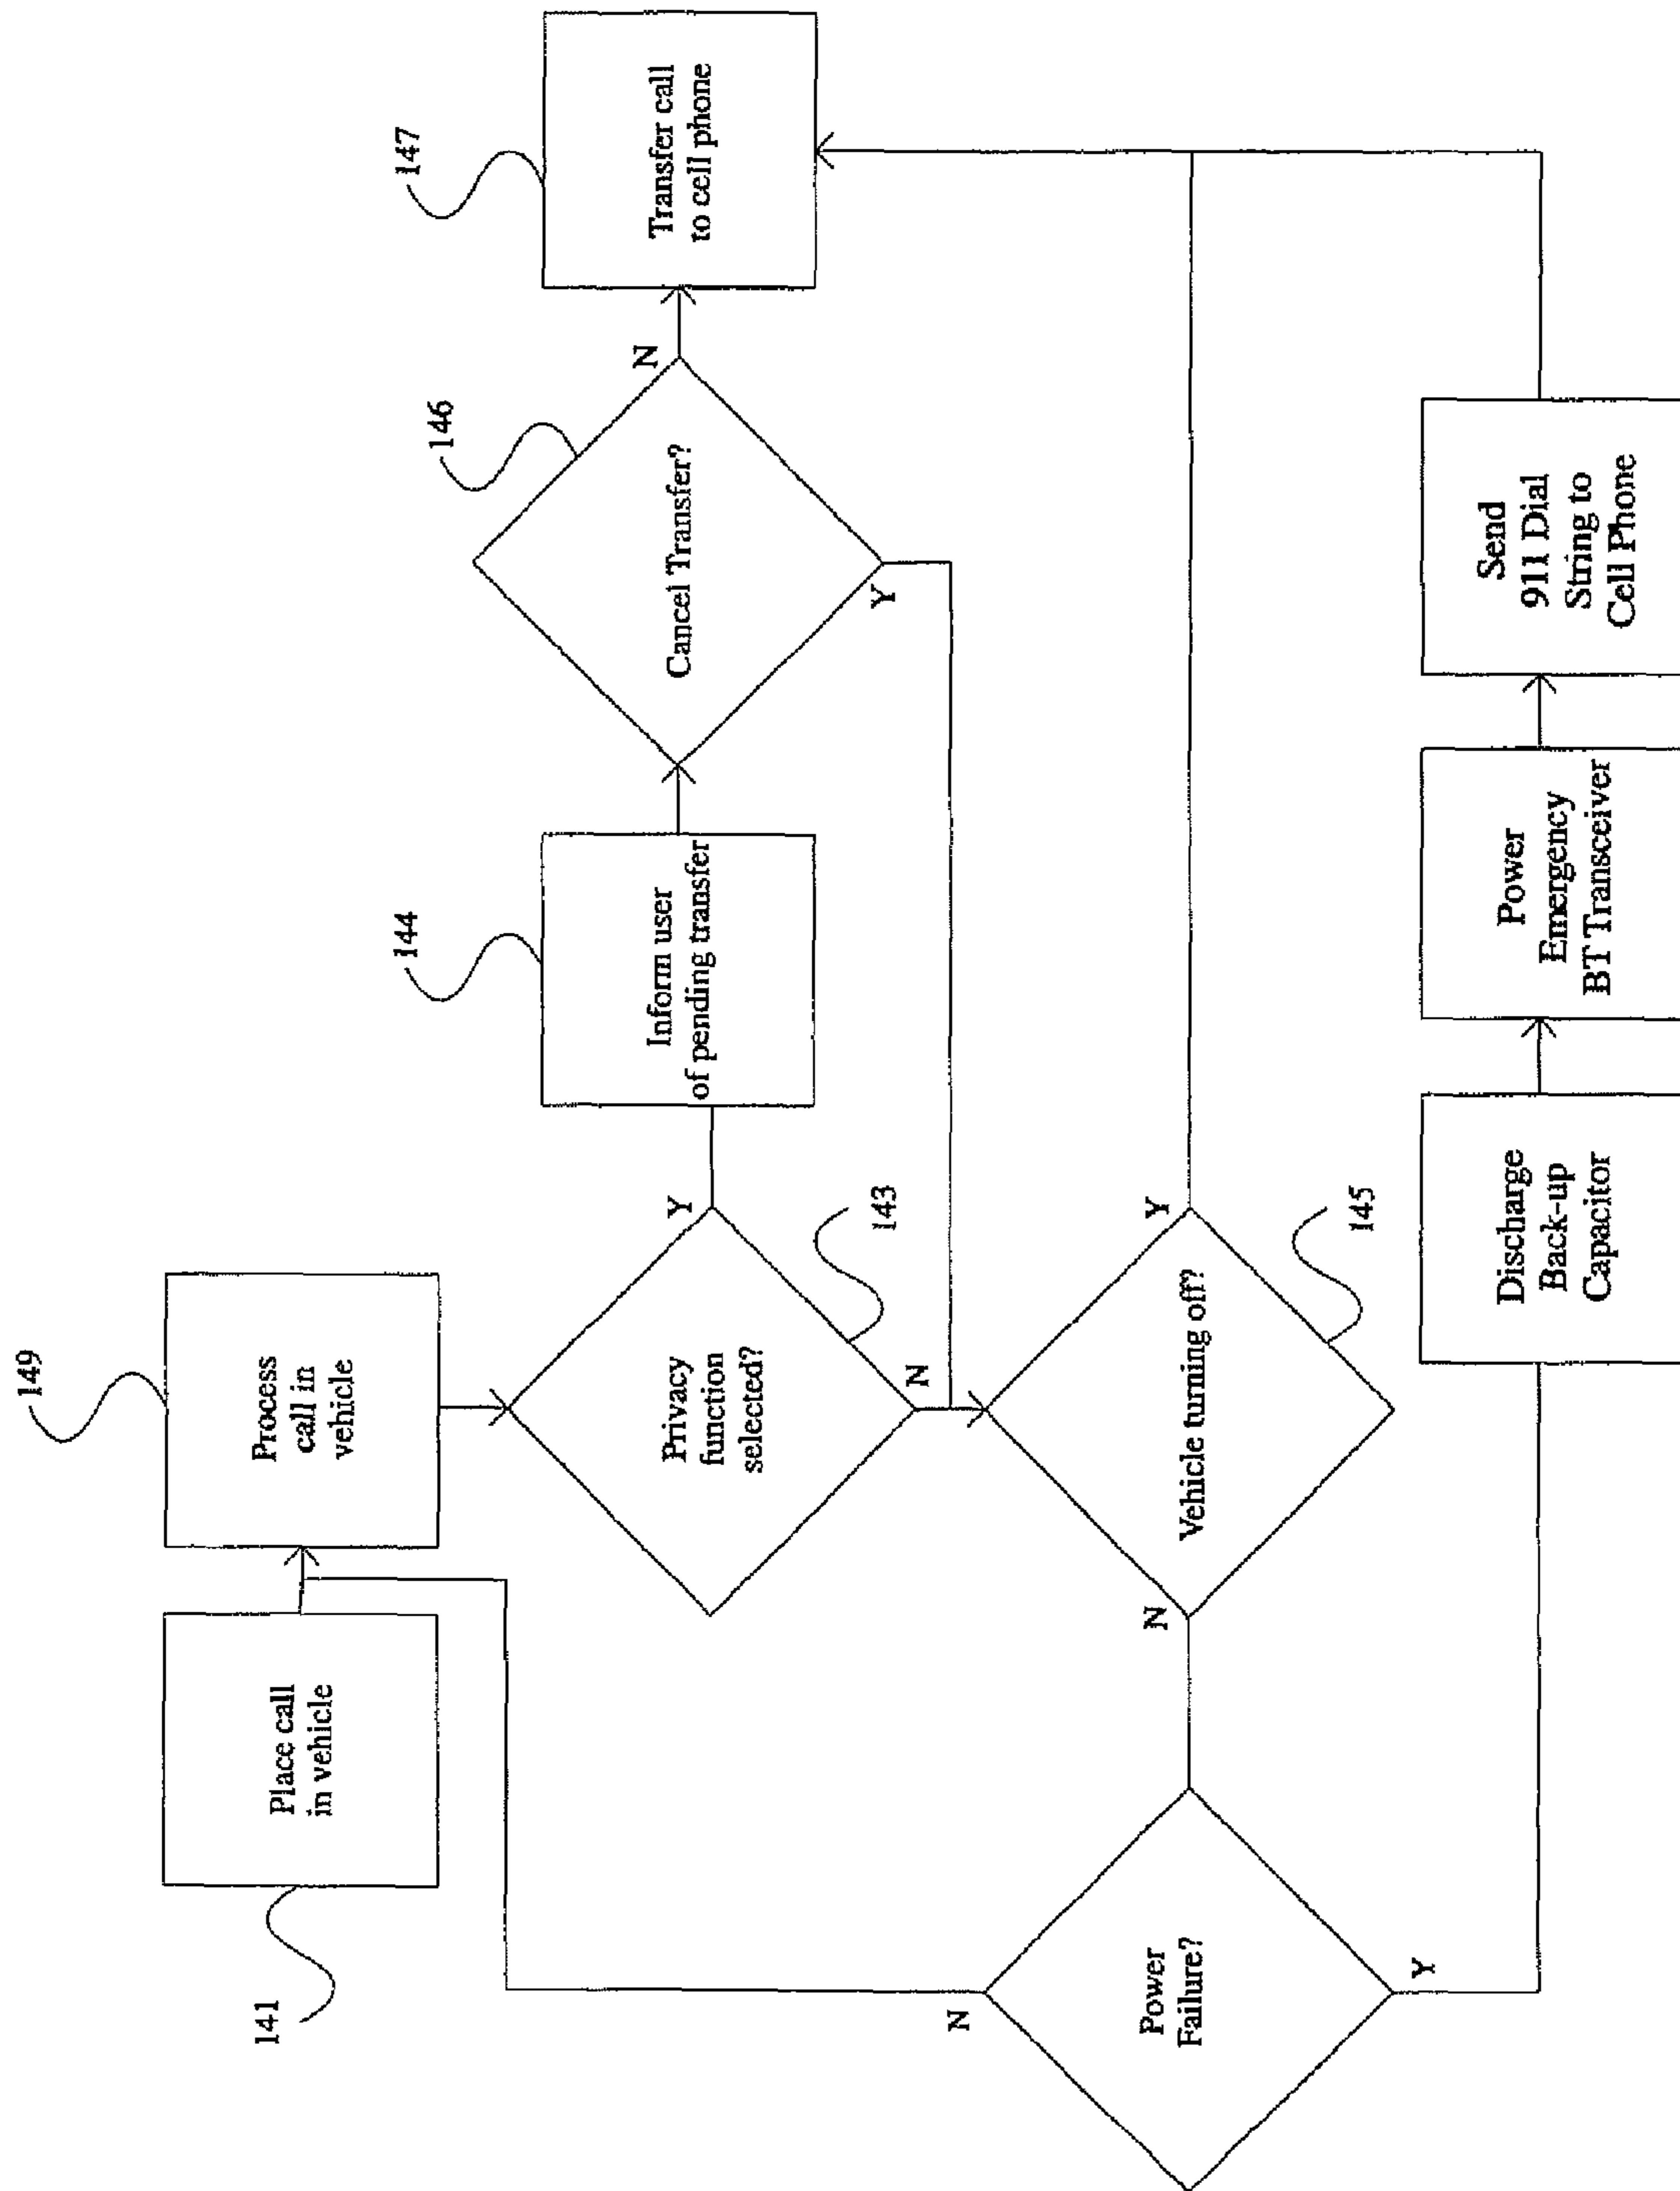 141
Place call
in vehicle
149
Process
call in
vehicle
Privacy
function
selected?
Y
N
143
144
Inform user
of pending transfer
146
Cancel Transfer?
N
Y
147
Transfer call
to cell phone
Vehicle turning off?
Y
N
145
Power
Failure?
N
Y
Discharge
Back-up
Capacitor
Power
Emergency
BT Transceiver
Send
911 Dial
String to
Cell Phone